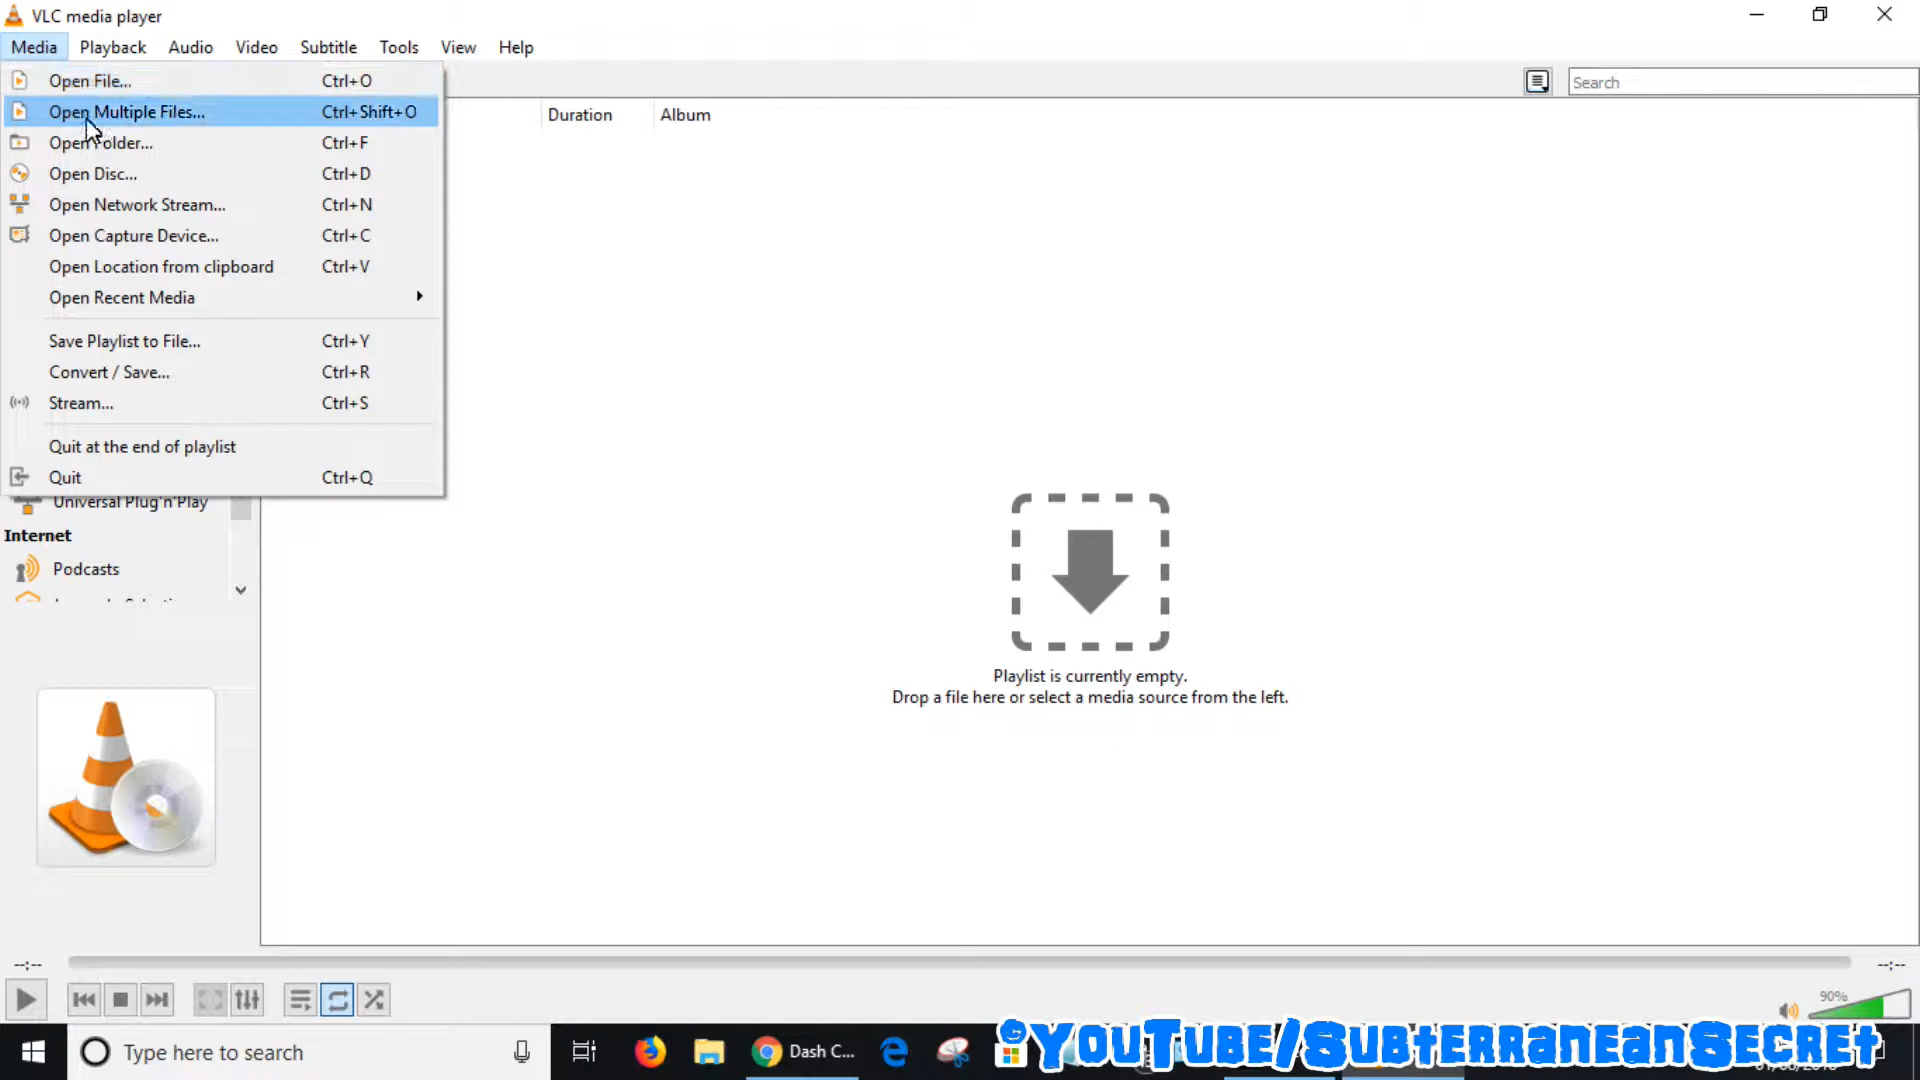 VLC media player
Media Playback Audio Video Subtitle Tools View Help
Open File... Ctrl+O
Open Multiple Files... Ctrl+Shift+O
Open Folder... Ctrl+F
Open Disc... Ctrl+D
Open Network Stream... Ctrl+N
Open Capture Device... Ctrl+C
Open Location from clipboard Ctrl+V
Open Recent Media
Save Playlist to File... Ctrl+Y
Convert / Save... Ctrl+R
Stream... Ctrl+S
Quit at the end of playlist
Quit Ctrl+Q
Search
Duration Album
Universal Plug'n'Play
Internet
Podcasts
Playlist is currently empty.
Drop a file here or select a media source from the left.
--:-- --:--
90%
Type here to search
Dash C...
©YouTube/SubterraneanSecret